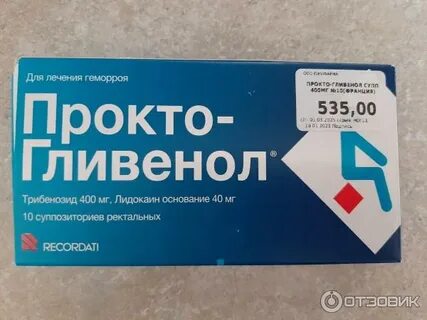 Для лечения геморроя
Прокто-
Гливенол®
Трибенозид 400 мг, Лидокаин основание 40 мг
10 суппозиториев ректальных
RECORDATI
ПРОКТО-ГЛИВЕНОЛ СУПП
400МГ №10(ФРАНЦИЯ)
535,00
ОТЗОВИК